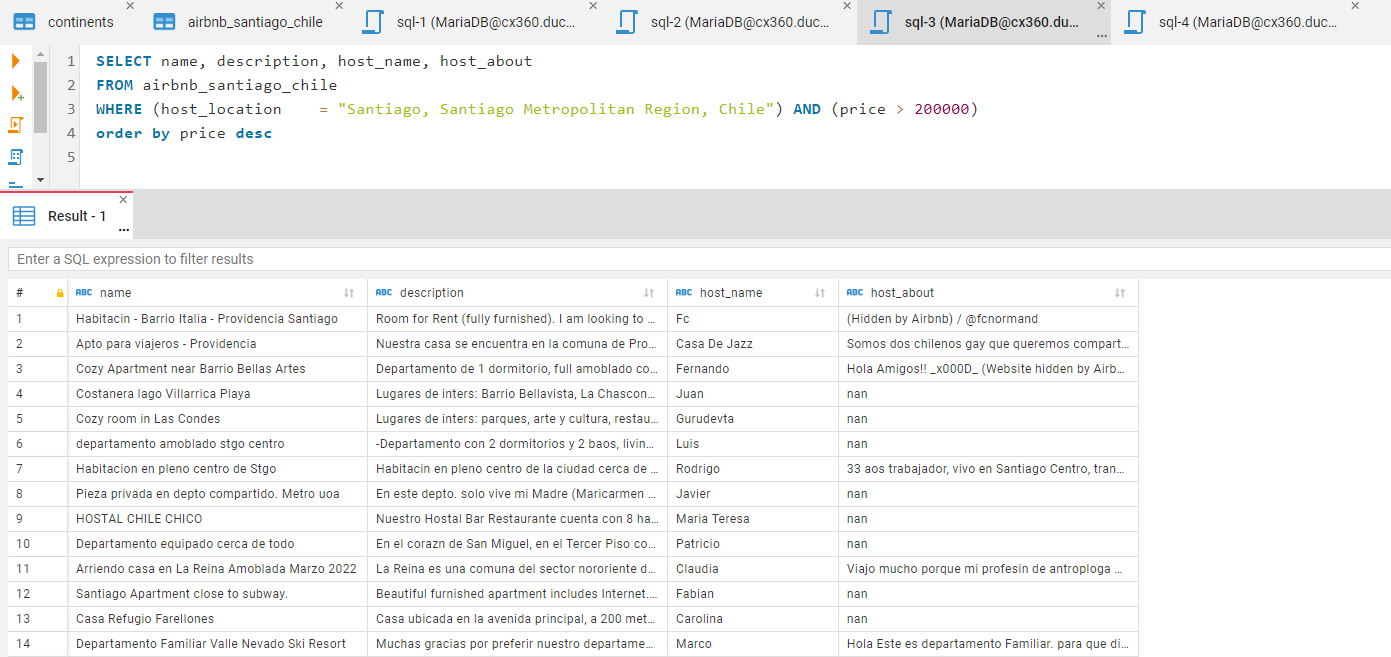 continents airbnb_santiago_chile sql-1 (MariaDB@cx360.duc... sql-2 (MariaDB@cx360.duc... sql-3 (MariaDB@cx360.du... sql-4 (MariaDB@cx360.duc...
1 SELECT name, description, host_name, host_about
2 FROM airbnb_santiago_chile
3 WHERE (host_location = "Santiago, Santiago Metropolitan Region, Chile") AND (price > 200000)
4 order by price desc
5
Result - 1
Enter a SQL expression to filter results
# ABC name ABC description ABC host_name ABC host_about
1 Habitacin - Barrio Italia - Providencia Santiago Room for Rent (fully furnished). I am looking to ... Fc (Hidden by Airbnb) / @fcnormand
2 Apto para viajeros - Providencia Nuestra casa se encuentra en la comuna de Pro... Casa De Jazz Somos dos chilenos gay que queremos compart...
3 Cozy Apartment near Barrio Bellas Artes Departamento de 1 dormitorio, full amoblado co... Fernando Hola Amigos!! _x000D_ (Website hidden by Airb...
4 Costanera lago Villarrica Playa Lugares de inters: Barrio Bellavista, La Chascon... Juan nan
5 Cozy room in Las Condes Lugares de inters: parques, arte y cultura, restau... Gurudevta nan
6 departamento amoblado stgo centro -Departamento con 2 dormitorios y 2 baos, livin... Luis nan
7 Habitacion en pleno centro de Stgo Habitacin en pleno centro de la ciudad cerca de ... Rodrigo 33 aos trabajador, vivo en Santiago Centro, tran...
8 Pieza privada en depto compartido. Metro uoa En este depto. solo vive mi Madre (Maricarmen ... Javier nan
9 HOSTAL CHILE CHICO Nuestro Hostal Bar Restaurante cuenta con 8 ha... Maria Teresa nan
10 Departamento equipado cerca de todo En el corazn de San Miguel, en el Tercer Piso co... Patricio nan
11 Arriendo casa en La Reina Amoblada Marzo 2022 La Reina es una comuna del sector nororiente d... Claudia Viajo mucho porque mi profesin de antroploga ...
12 Santiago Apartment close to subway. Beautiful furnished apartment includes Internet.... Fabian nan
13 Casa Refugio Farellones Casa ubicada en la avenida principal, a 200 met... Carolina nan
14 Departamento Familiar Valle Nevado Ski Resort Muchas gracias por preferir nuestro departame... Marco Hola Este es departamento Familiar. para que di...